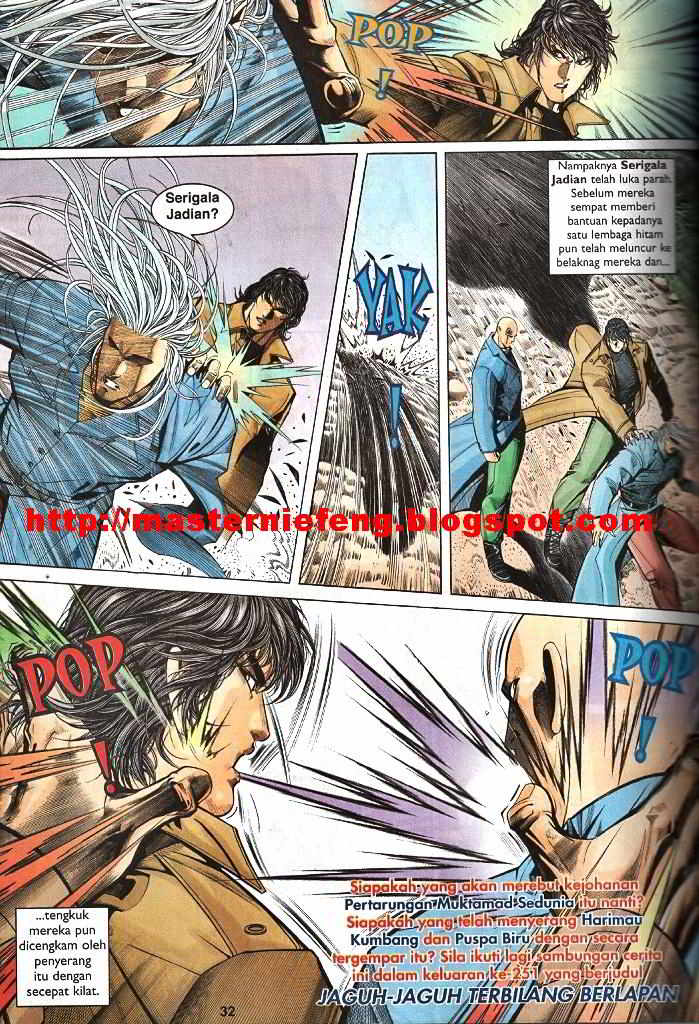 POP
!
Serigala
Jadian?
YAK
!
Nampaknya Serigala
Jadian telah luka parah.
Sebelum mereka
sempat memberi
bantuan kepadanya
satu lembaga hitam
pun telah meluncur ke
belaknag mereka dan...
http://masterniefeng.blogspot.com
POP
!
POP
!
...tengkuk
mereka pun
dicengkam oleh
penyerang
itu dengan
secepat kilat.
Siapakah yang akan merebut kejohanan
Pertarungan Muktamad Sedunia itu nanti?
Siapakah yang telah menyerang Harimau
Kumbang dan Puspa Biru dengan secara
tergempar itu? Sila ikuti lagi sambungan cerita
ini dalam keluaran ke-251 yang berjudul
JAGUH-JAGUH TERBILANG BERLAPAN
32